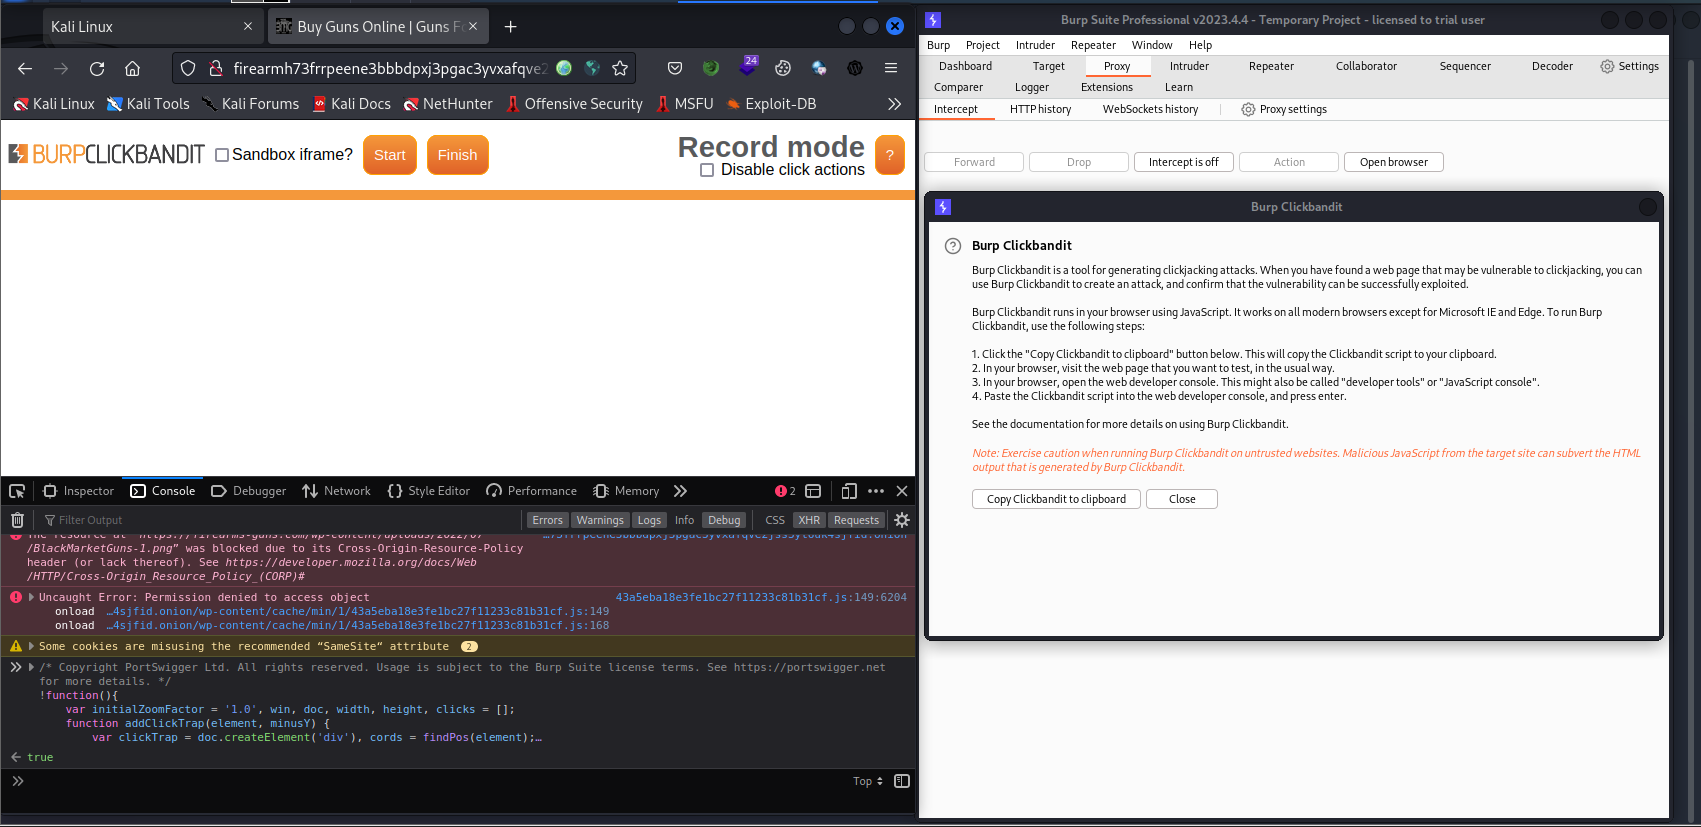 Kali Linux
Buy Guns Online | Guns Fo
firearmh73frrpeene3bbbdpxj3pgac3yvxafqve2
24
Kali Linux Kali Tools Kali Forums Kali Docs NetHunter Offensive Security MSFU Exploit-DB
BURPCLICKBANDIT Sandbox iframe? Start Finish
Record mode
Disable click actions
?
Inspector Console Debugger Network Style Editor Performance Memory 2
Filter Output Errors Warnings Logs Info Debug CSS XHR Requests
/BlackMarketGuns-1.png” was blocked due to its Cross-Origin-Resource-Policy
header (or lack thereof). See https://developer.mozilla.org/docs/Web
/HTTP/Cross-Origin_Resource_Policy_(CORP)#
Uncaught Error: Permission denied to access object 43a5eba18e3fe1bc27f11233c81b31cf.js:149:6204
onload …4sjfid.onion/wp-content/cache/min/1/43a5eba18e3fe1bc27f11233c81b31cf.js:149
onload …4sjfid.onion/wp-content/cache/min/1/43a5eba18e3fe1bc27f11233c81b31cf.js:168
Some cookies are misusing the recommended “SameSite“ attribute 2
/* Copyright PortSwigger Ltd. All rights reserved. Usage is subject to the Burp Suite license terms. See https://portswigger.net
for more details. */
!function(){
var initialZoomFactor = '1.0', win, doc, width, height, clicks = [];
function addClickTrap(element, minusY) {
var clickTrap = doc.createElement('div'), cords = findPos(element);…
true
Top
Burp Suite Professional v2023.4.4 - Temporary Project - licensed to trial user
Burp Project Intruder Repeater Window Help
Dashboard Target Proxy Intruder Repeater Collaborator Sequencer Decoder Settings
Comparer Logger Extensions Learn
Intercept HTTP history WebSockets history Proxy settings
Forward Drop Intercept is off Action Open browser
Burp Clickbandit
Burp Clickbandit
Burp Clickbandit is a tool for generating clickjacking attacks. When you have found a web page that may be vulnerable to clickjacking, you can
use Burp Clickbandit to create an attack, and confirm that the vulnerability can be successfully exploited.
Burp Clickbandit runs in your browser using JavaScript. It works on all modern browsers except for Microsoft IE and Edge. To run Burp
Clickbandit, use the following steps:
1. Click the "Copy Clickbandit to clipboard" button below. This will copy the Clickbandit script to your clipboard.
2. In your browser, visit the web page that you want to test, in the usual way.
3. In your browser, open the web developer console. This might also be called "developer tools" or "JavaScript console".
4. Paste the Clickbandit script into the web developer console, and press enter.
See the documentation for more details on using Burp Clickbandit.
Note: Exercise caution when running Burp Clickbandit on untrusted websites. Malicious JavaScript from the target site can subvert the HTML
output that is generated by Burp Clickbandit.
Copy Clickbandit to clipboard Close